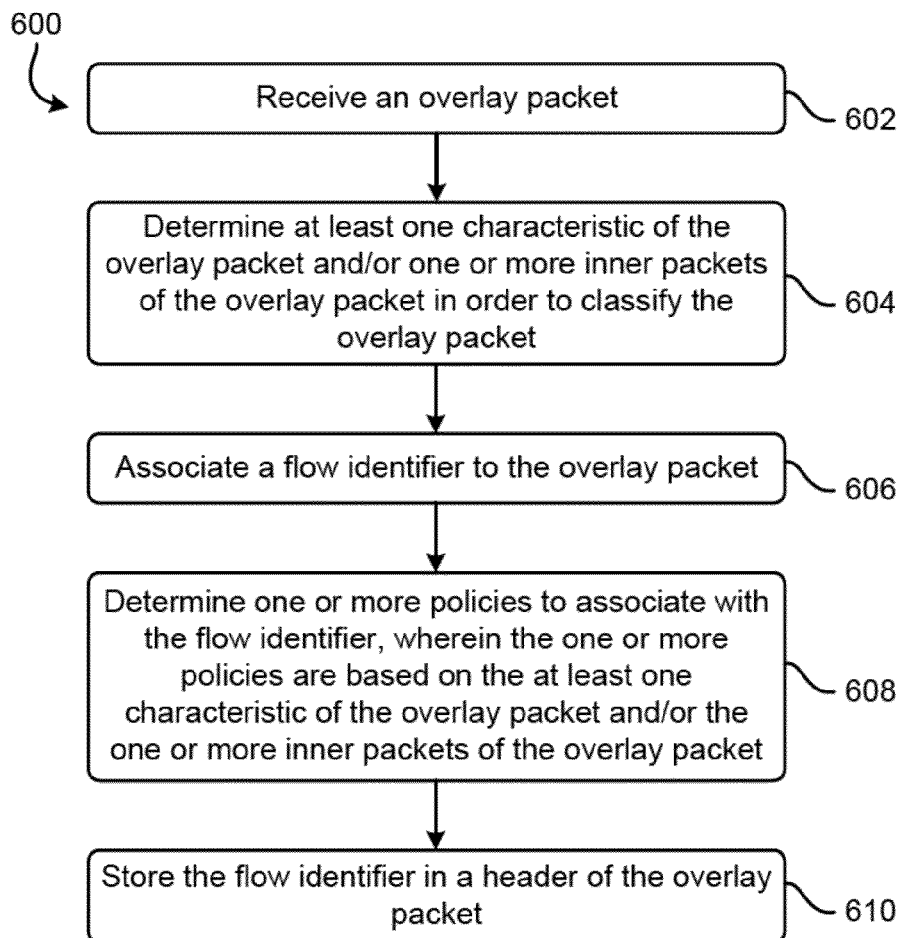 600
Receive an overlay packet
602
Determine at least one characteristic of the
overlay packet and/or one or more inner packets
of the overlay packet in order to classify the
overlay packet
604
Associate a flow identifier to the overlay packet
606
Determine one or more policies to associate with
the flow identifier, wherein the one or more
policies are based on the at least one
characteristic of the overlay packet and/or the
one or more inner packets of the overlay packet
608
Store the flow identifier in a header of the overlay
packet
610